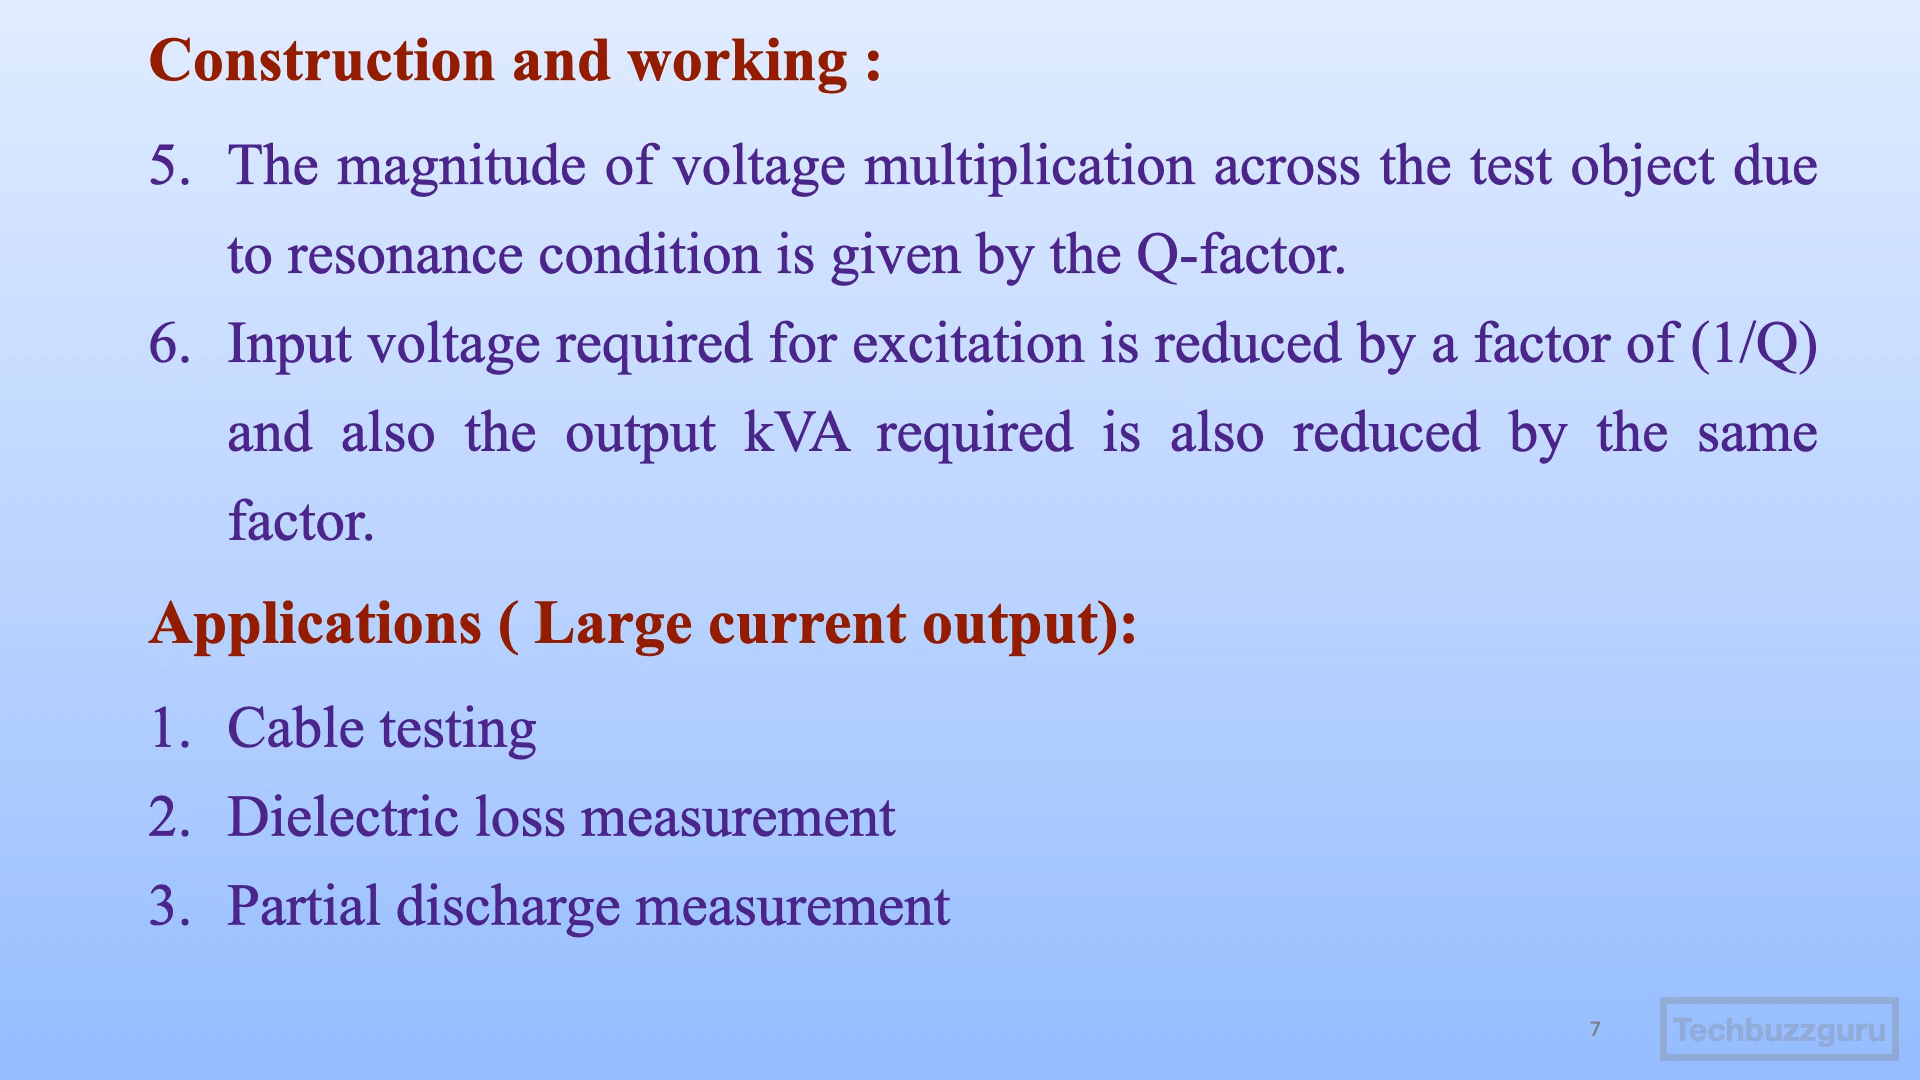 Construction and working :
5. The magnitude of voltage multiplication across the test object due
to resonance condition is given by the Q-factor.
6. Input voltage required for excitation is reduced by a factor of (1/Q)
and also the output kVA required is also reduced by the same
factor.
Applications ( Large current output):
1. Cable testing
2. Dielectric loss measurement
3. Partial discharge measurement
7
Techbuzzguru